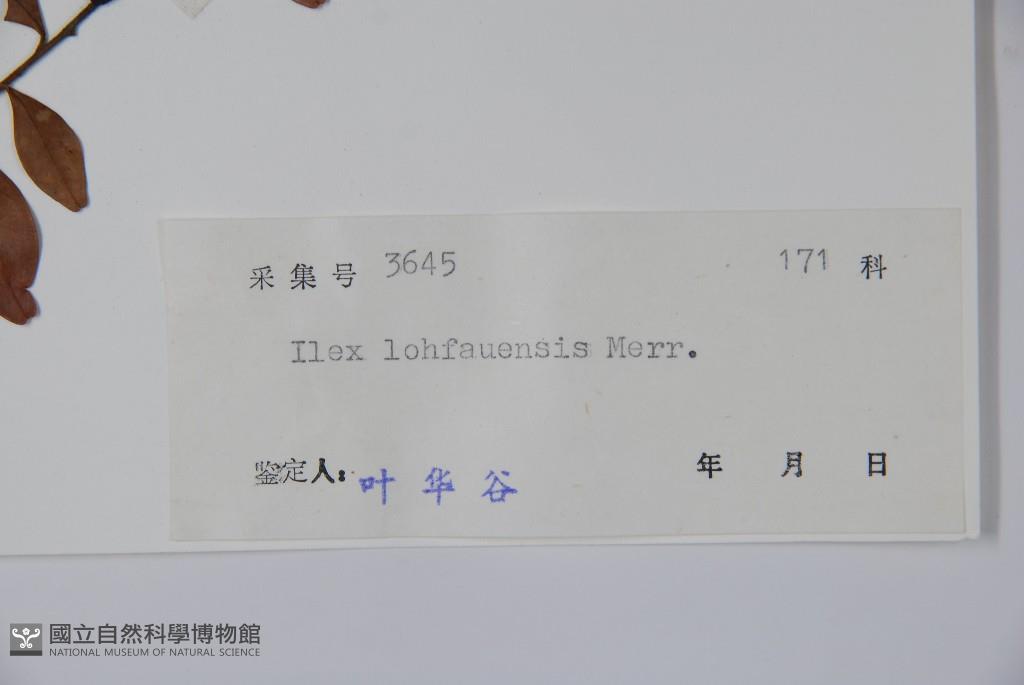 采集号 3645 171 科
Ilex lohfauensis Merr.
鉴定人: 叶华谷 年 月 日
國立自然科學博物館
NATIONAL MUSEUM OF NATURAL SCIENCE